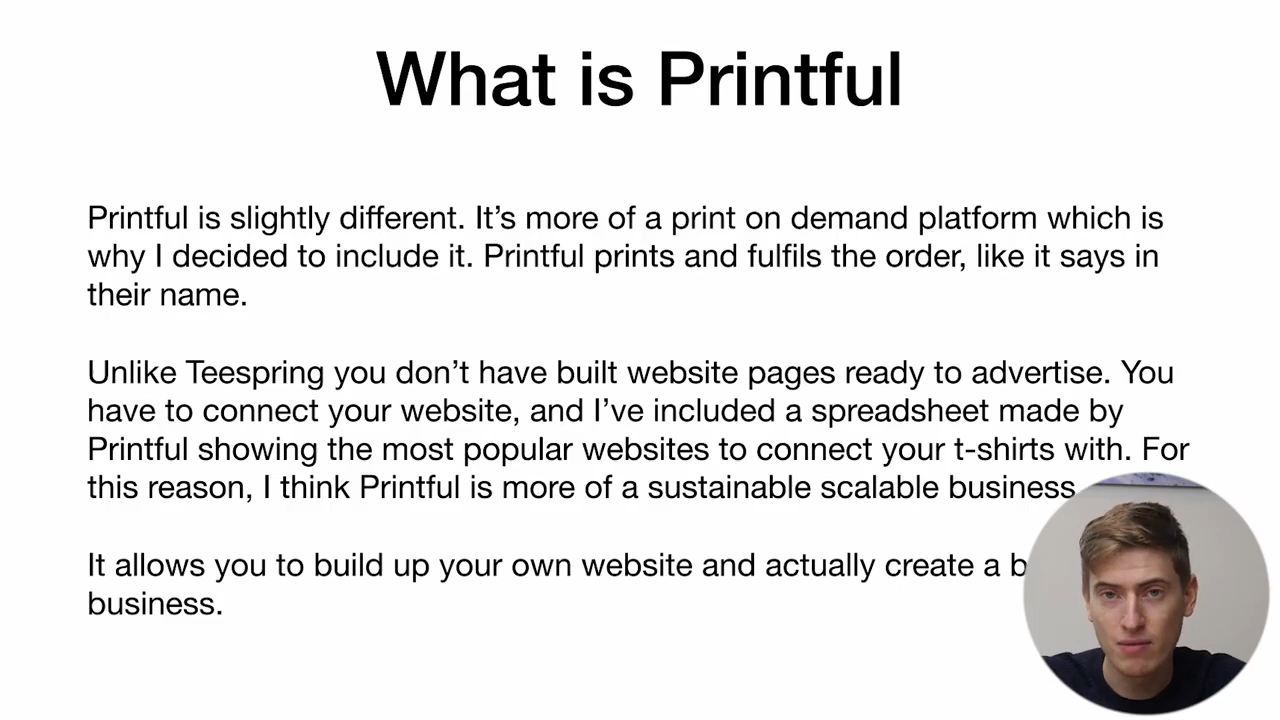 What is Printful
Printful is slightly different. It’s more of a print on demand platform which is
why I decided to include it. Printful prints and fulfils the order, like it says in
their name.
Unlike Teespring you don’t have built website pages ready to advertise. You
have to connect your website, and I’ve included a spreadsheet made by
Printful showing the most popular websites to connect your t-shirts with. For
this reason, I think Printful is more of a sustainable scalable business
It allows you to build up your own website and actually create a
business.